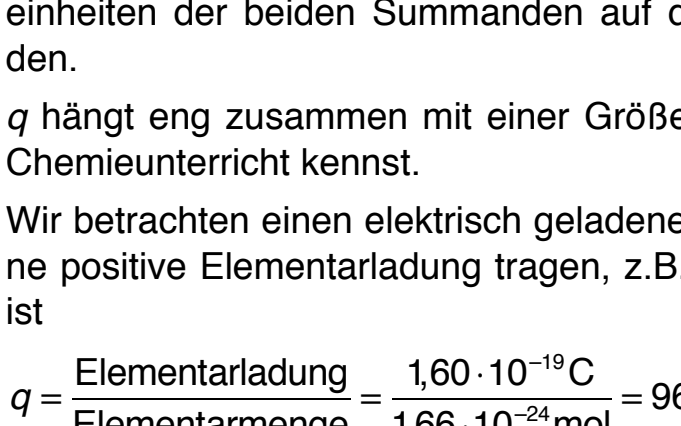 einheiten der beiden Summanden auf d
den.
q hängt eng zusammen mit einer Größe
Chemieunterricht kennst.
Wir betrachten einen elektrisch geladene
ne positive Elementarladung tragen, z.B.
ist
q = Elementarladung / Elementarmenge = 1,60 · 10⁻¹⁹ C / 1,66 · 10⁻²⁴ mol = 96